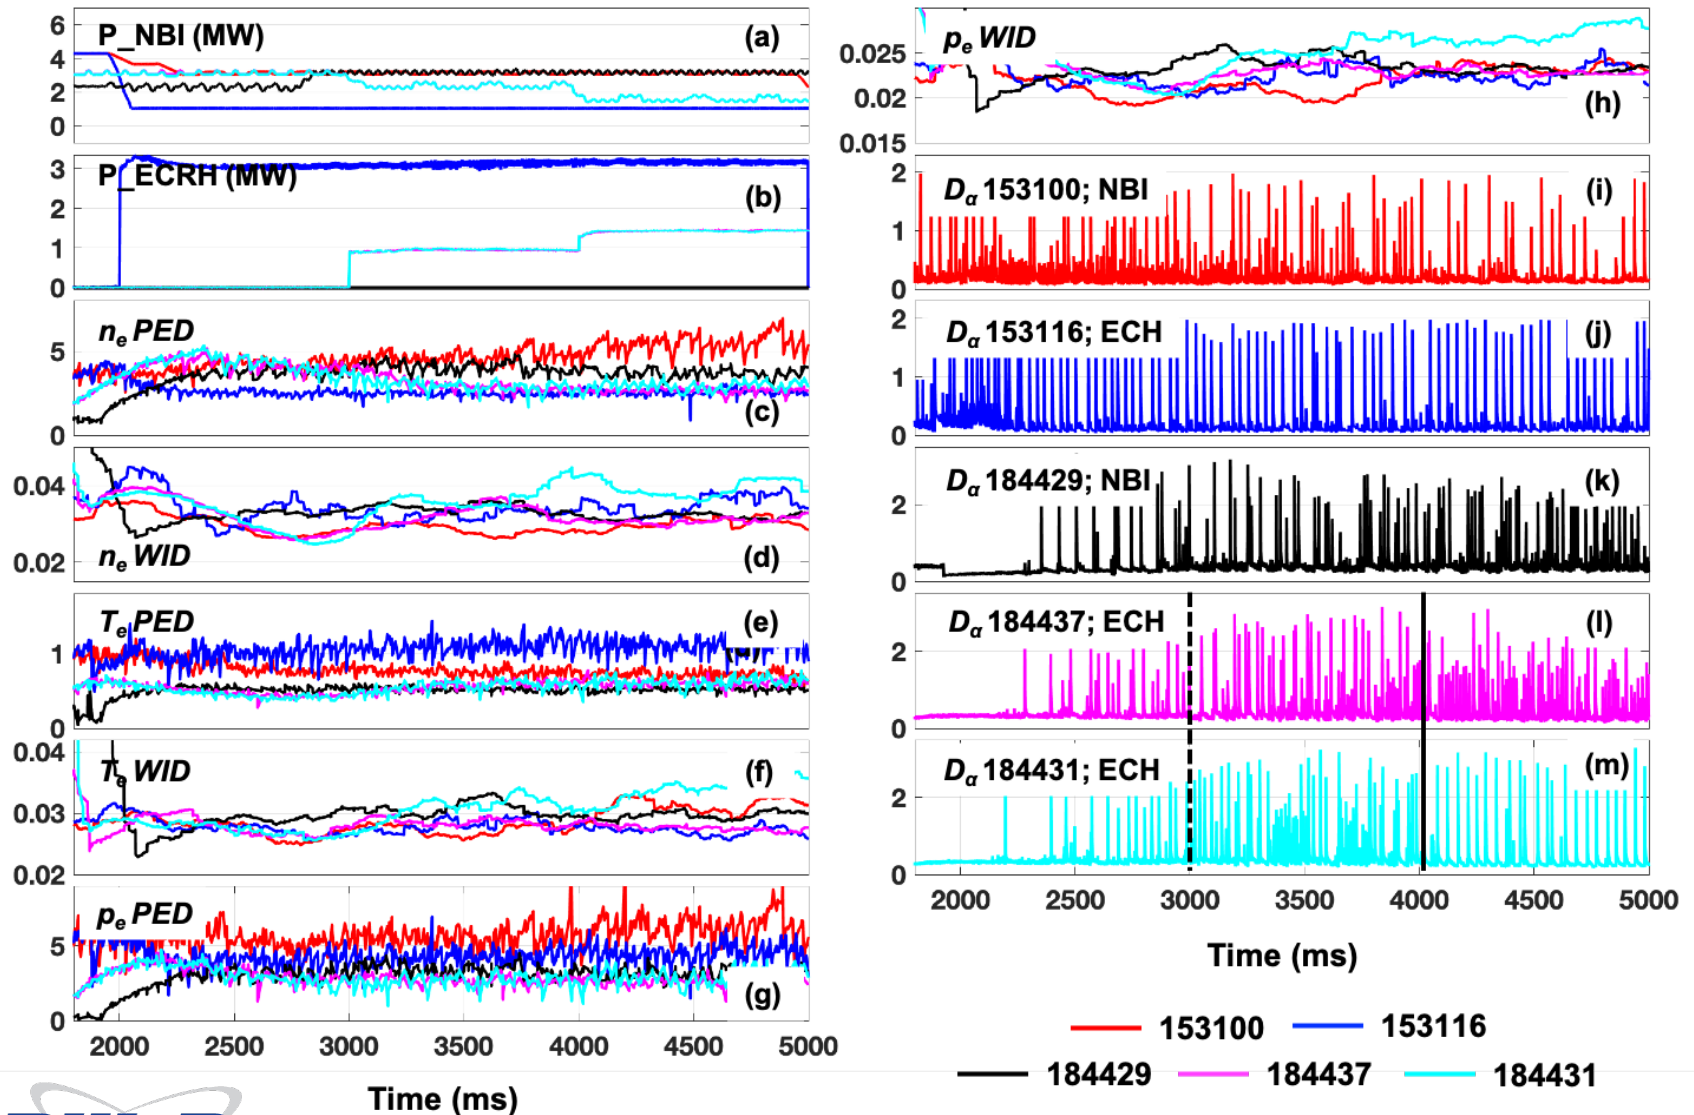 P_NBI (MW)
(a)
6
4
2
0
P_ECRH (MW)
(b)
3
2
1
0
n_e PED
(c)
5
0
n_e WID
(d)
0.04
0.02
T_e PED
(e)
1
0
T_e WID
(f)
0.04
0.03
0.02
p_e PED
(g)
5
0
2000 2500 3000 3500 4000 4500 5000
Time (ms)
p_e WID
(h)
0.025
0.02
0.015
D_α 153100; NBI
(i)
2
1
0
D_α 153116; ECH
(j)
2
1
0
D_α 184429; NBI
(k)
2
0
D_α 184437; ECH
(l)
2
0
D_α 184431; ECH
(m)
2
0
2000 2500 3000 3500 4000 4500 5000
Time (ms)
153100 153116
184429 184437 184431